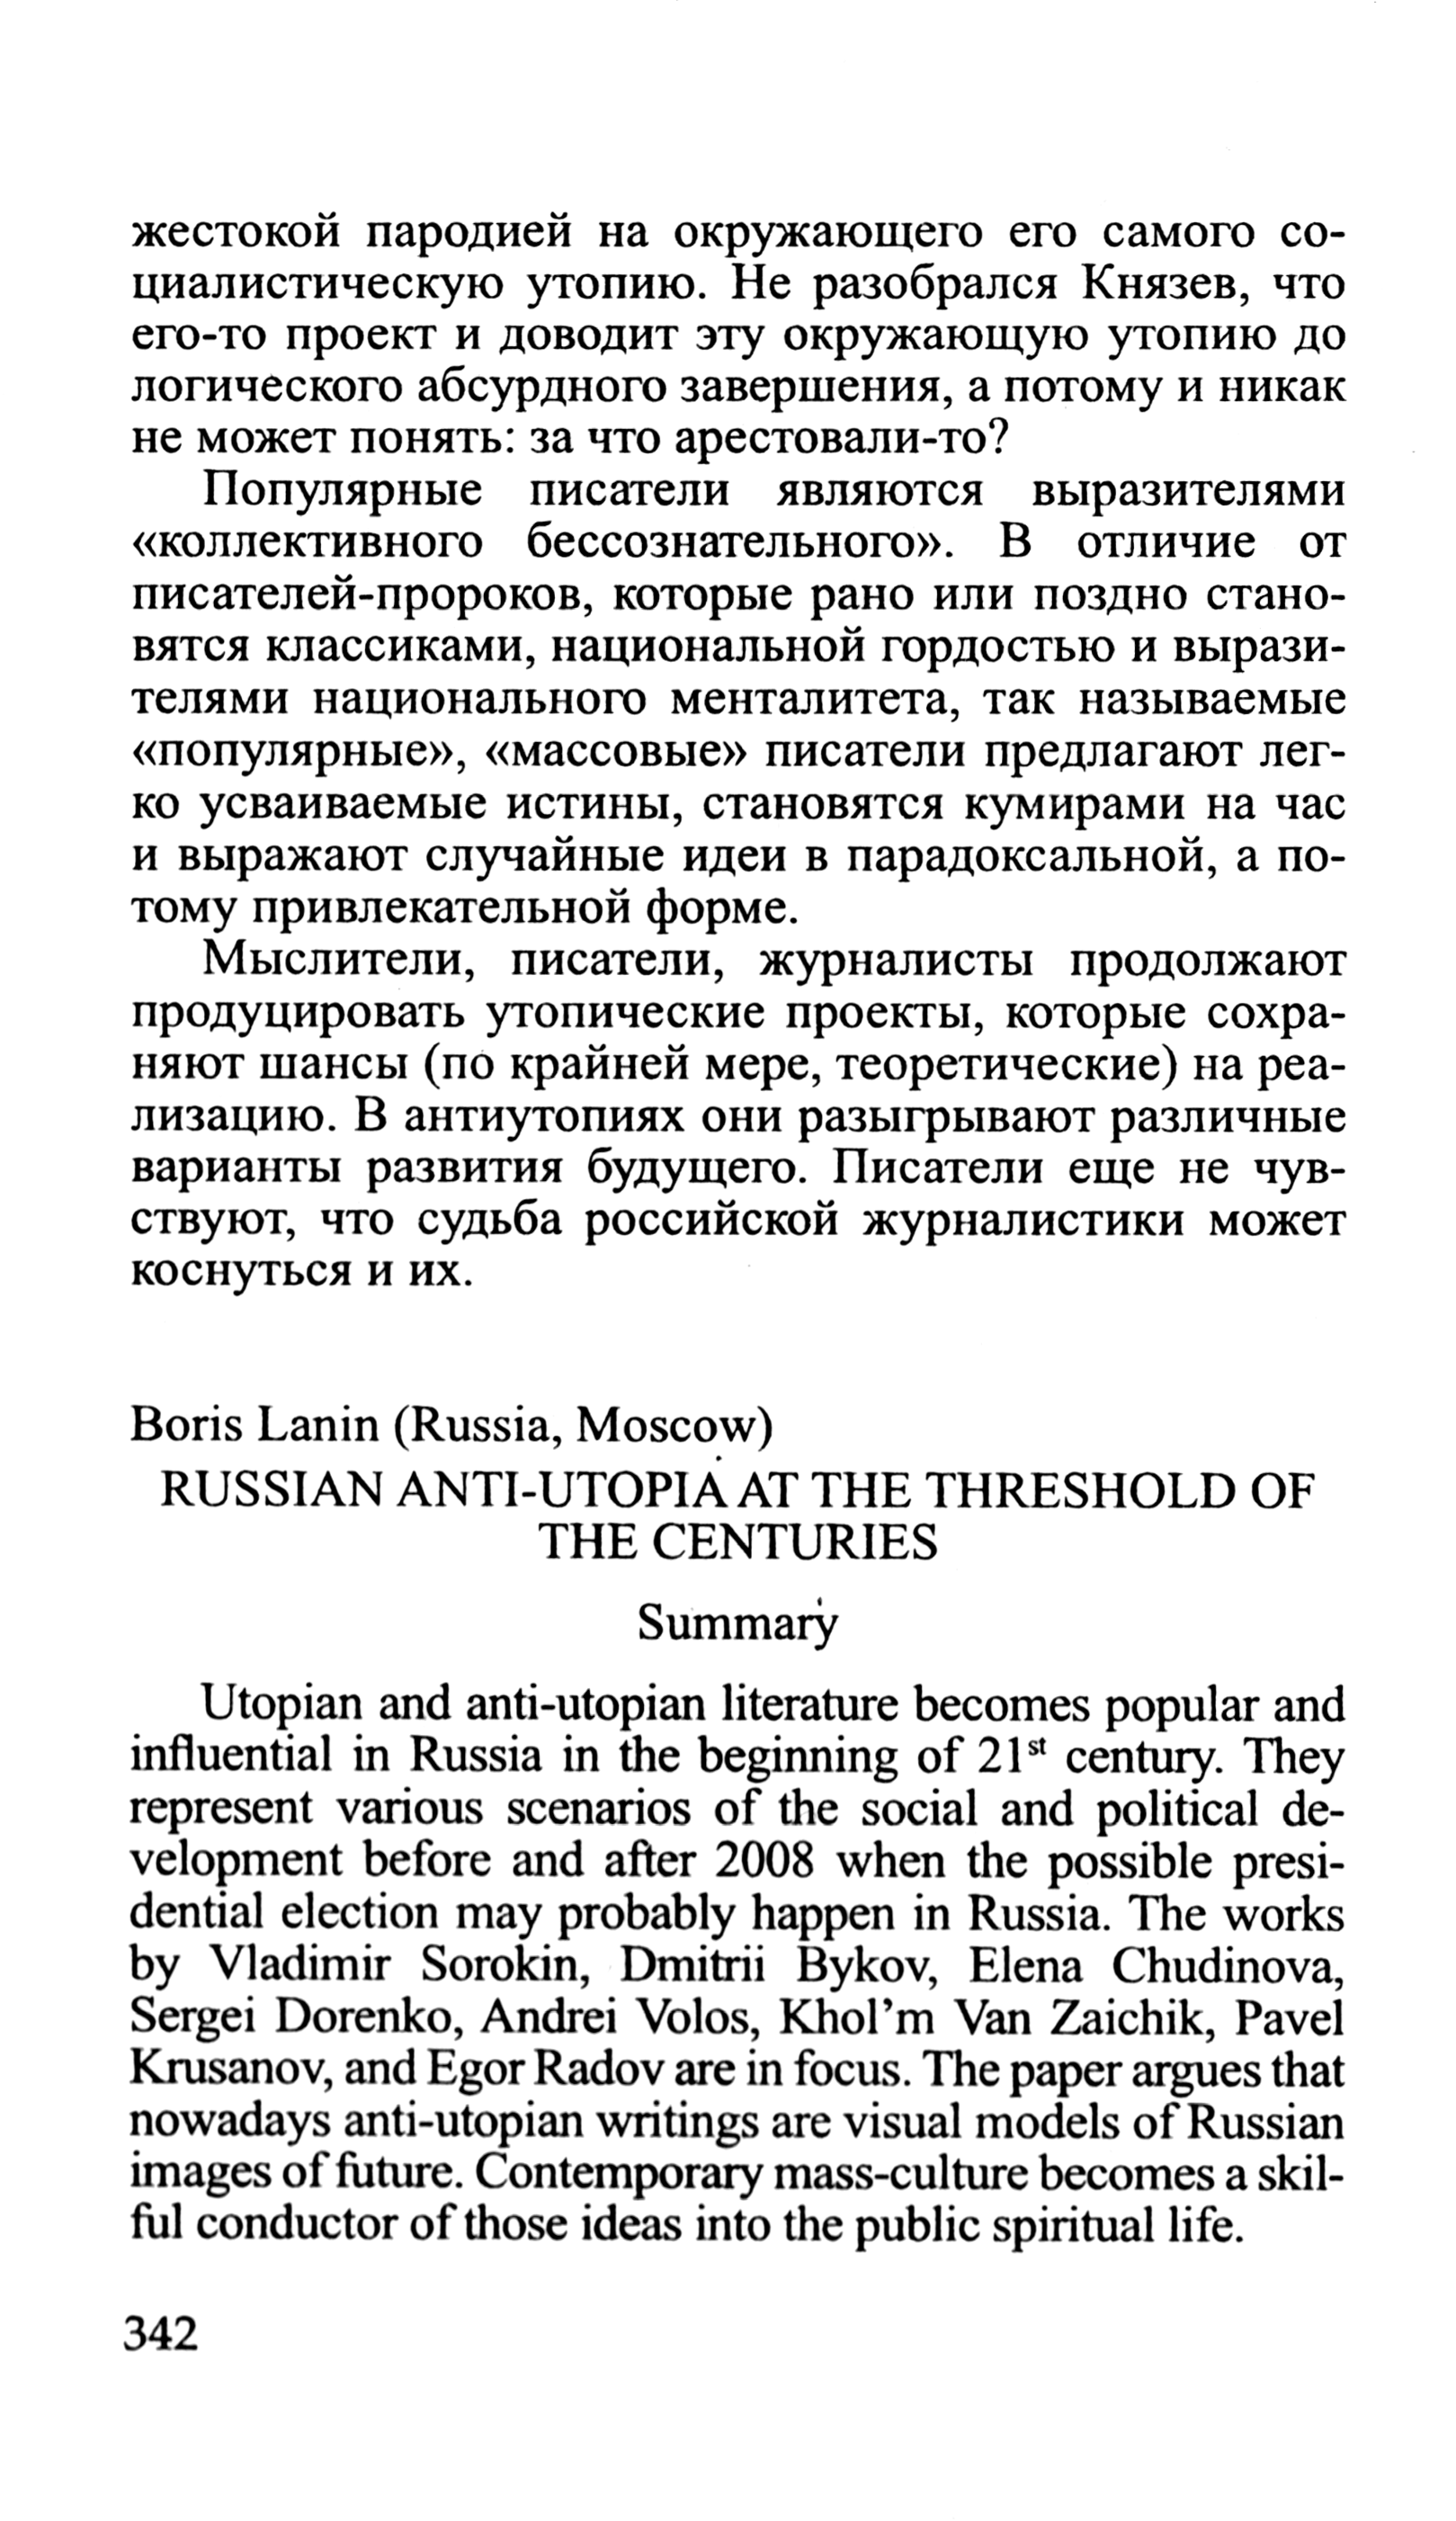 жестокой пародией на окружающего его самого со-
циалистическую утопию. Не разобрался Князев, что
его-то проект и доводит эту окружающую утопию до
логического абсурдного завершения, а потому и никак
не может понять: за что арестовали-то?
Популярные писатели являются выразителями
«коллективного бессознательного». В отличие от
писателей-пророков, которые рано или поздно стано-
вятся классиками, национальной гордостью и вырази-
телями национального менталитета, так называемые
«популярные», «массовые» писатели предлагают лег-
ко усваиваемые истины, становятся кумирами на час
и выражают случайные идеи в парадоксальной, а по-
тому привлекательной форме.
Мыслители, писатели, журналисты продолжают
продуцировать утопические проекты, которые сохра-
няют шансы (по крайней мере, теоретические) на реа-
лизацию. В антиутопиях они разыгрывают различные
варианты развития будущего. Писатели еще не чув-
ствуют, что судьба российской журналистики может
коснуться и их.
Boris Lanin (Russia, Moscow)
RUSSIAN ANTI-UTOPIA AT THE THRESHOLD OF
THE CENTURIES
Summary
Utopian and anti-utopian literature becomes popular and
influential in Russia in the beginning of 21st century. They
represent various scenarios of the social and political de-
velopment before and after 2008 when the possible presi-
dential election may probably happen in Russia. The works
by Vladimir Sorokin, Dmitrii Bykov, Elena Chudinova,
Sergei Dorenko, Andrei Volos, Khol'm Van Zaichik, Pavel
Krusanov, and Egor Radov are in focus. The paper argues that
nowadays anti-utopian writings are visual models of Russian
images of future. Contemporary mass-culture becomes a skil-
ful conductor of those ideas into the public spiritual life.
342